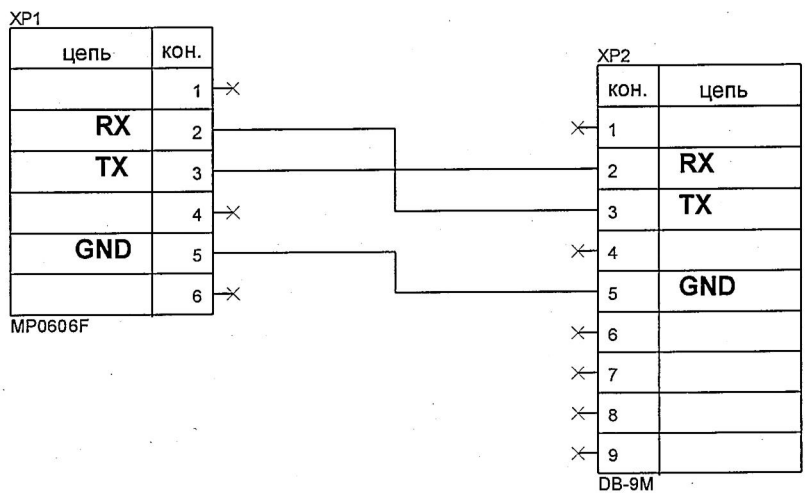 XP1
цепь кон.
1
RX 2
TX 3
4
GND 5
6
MP0606F
XP2
кон. цепь
1
2 RX
3 TX
4
5 GND
6
7
8
9
DB-9M